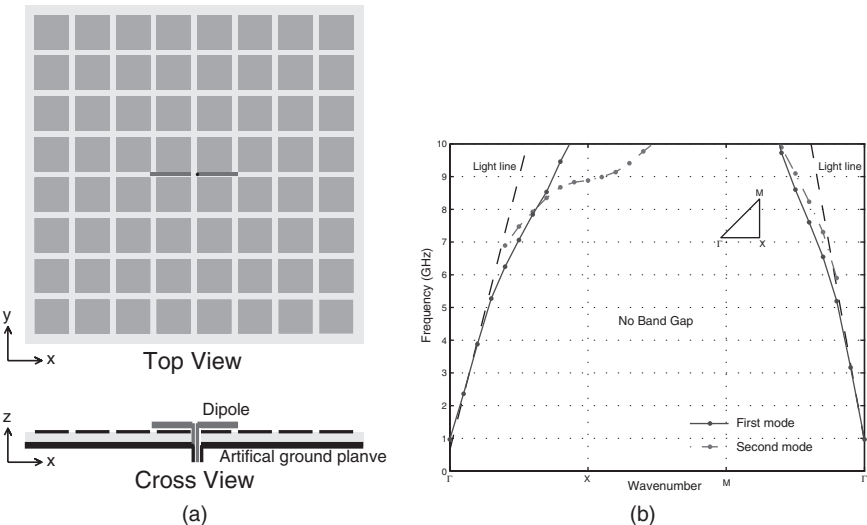 y
x
Top View
z
x
Dipole
Artifical ground planve
Cross View
(a)
10
9
8
7
6
5
4
3
2
1
0
Frequency (GHz)
Light line
Light line
M
Γ
X
No Band Gap
First mode
Second mode
Γ
X
M
Γ
Wavenumber
(b)